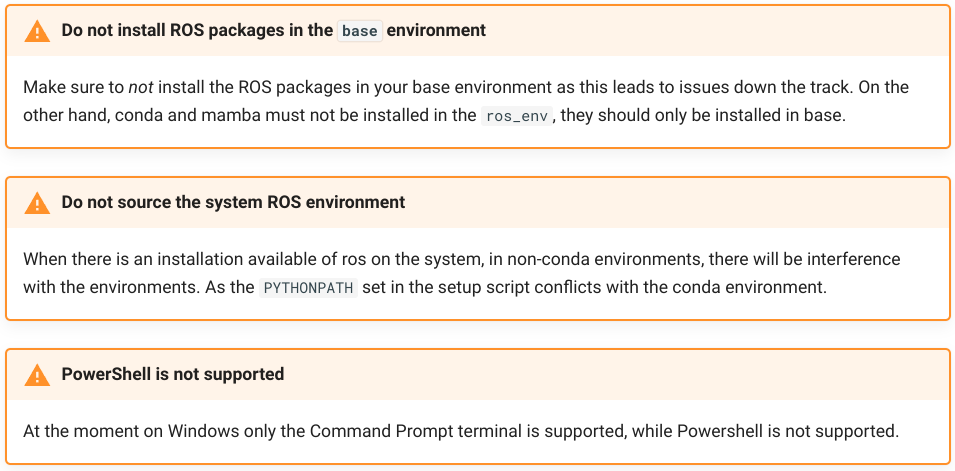 Do not install ROS packages in the base environment
Make sure to not install the ROS packages in your base environment as this leads to issues down the track. On the
other hand, conda and mamba must not be installed in the ros_env, they should only be installed in base.
Do not source the system ROS environment
When there is an installation available of ros on the system, in non-conda environments, there will be interference
with the environments. As the PYTHONPATH set in the setup script conflicts with the conda environment.
PowerShell is not supported
At the moment on Windows only the Command Prompt terminal is supported, while Powershell is not supported.